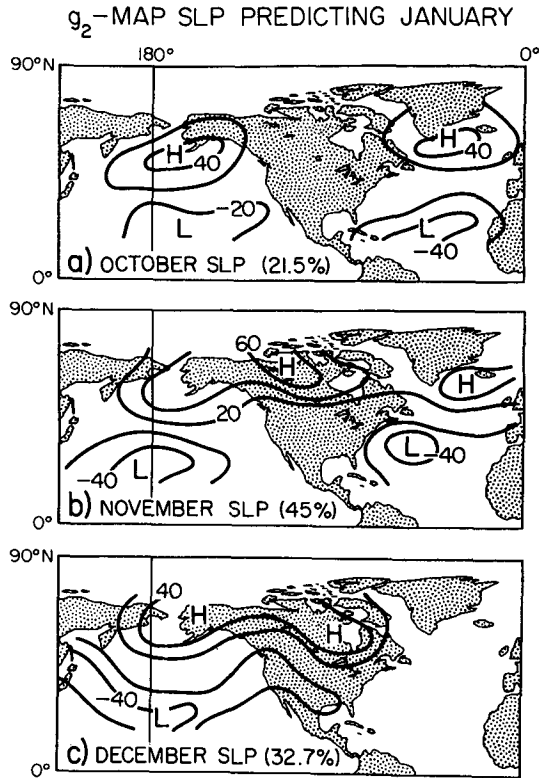 g₂–MAP SLP PREDICTING JANUARY
180° 0°
90°N
H 40 H 40
-20
L L
-40
0° a) OCTOBER SLP (21.5%)
90°N
60
H H
20
-40 L L -40
0° b) NOVEMBER SLP (45%)
90°N
40 H
H
-40 L
0° c) DECEMBER SLP (32.7%)